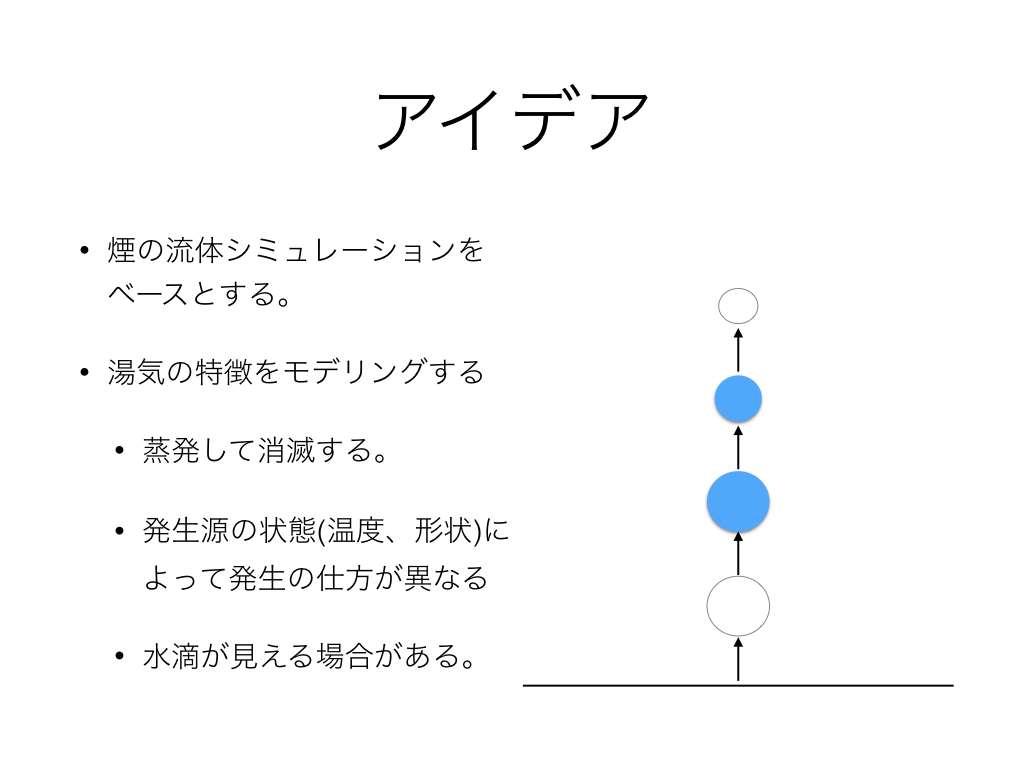 アイデア
• 煙の流体シミュレーションを
ベースとする。
• 湯気の特徴をモデリングする
• 蒸発して消滅する。
• 発生源の状態(温度、形状)に
よって発生の仕方が異なる
• 水滴が見える場合がある。